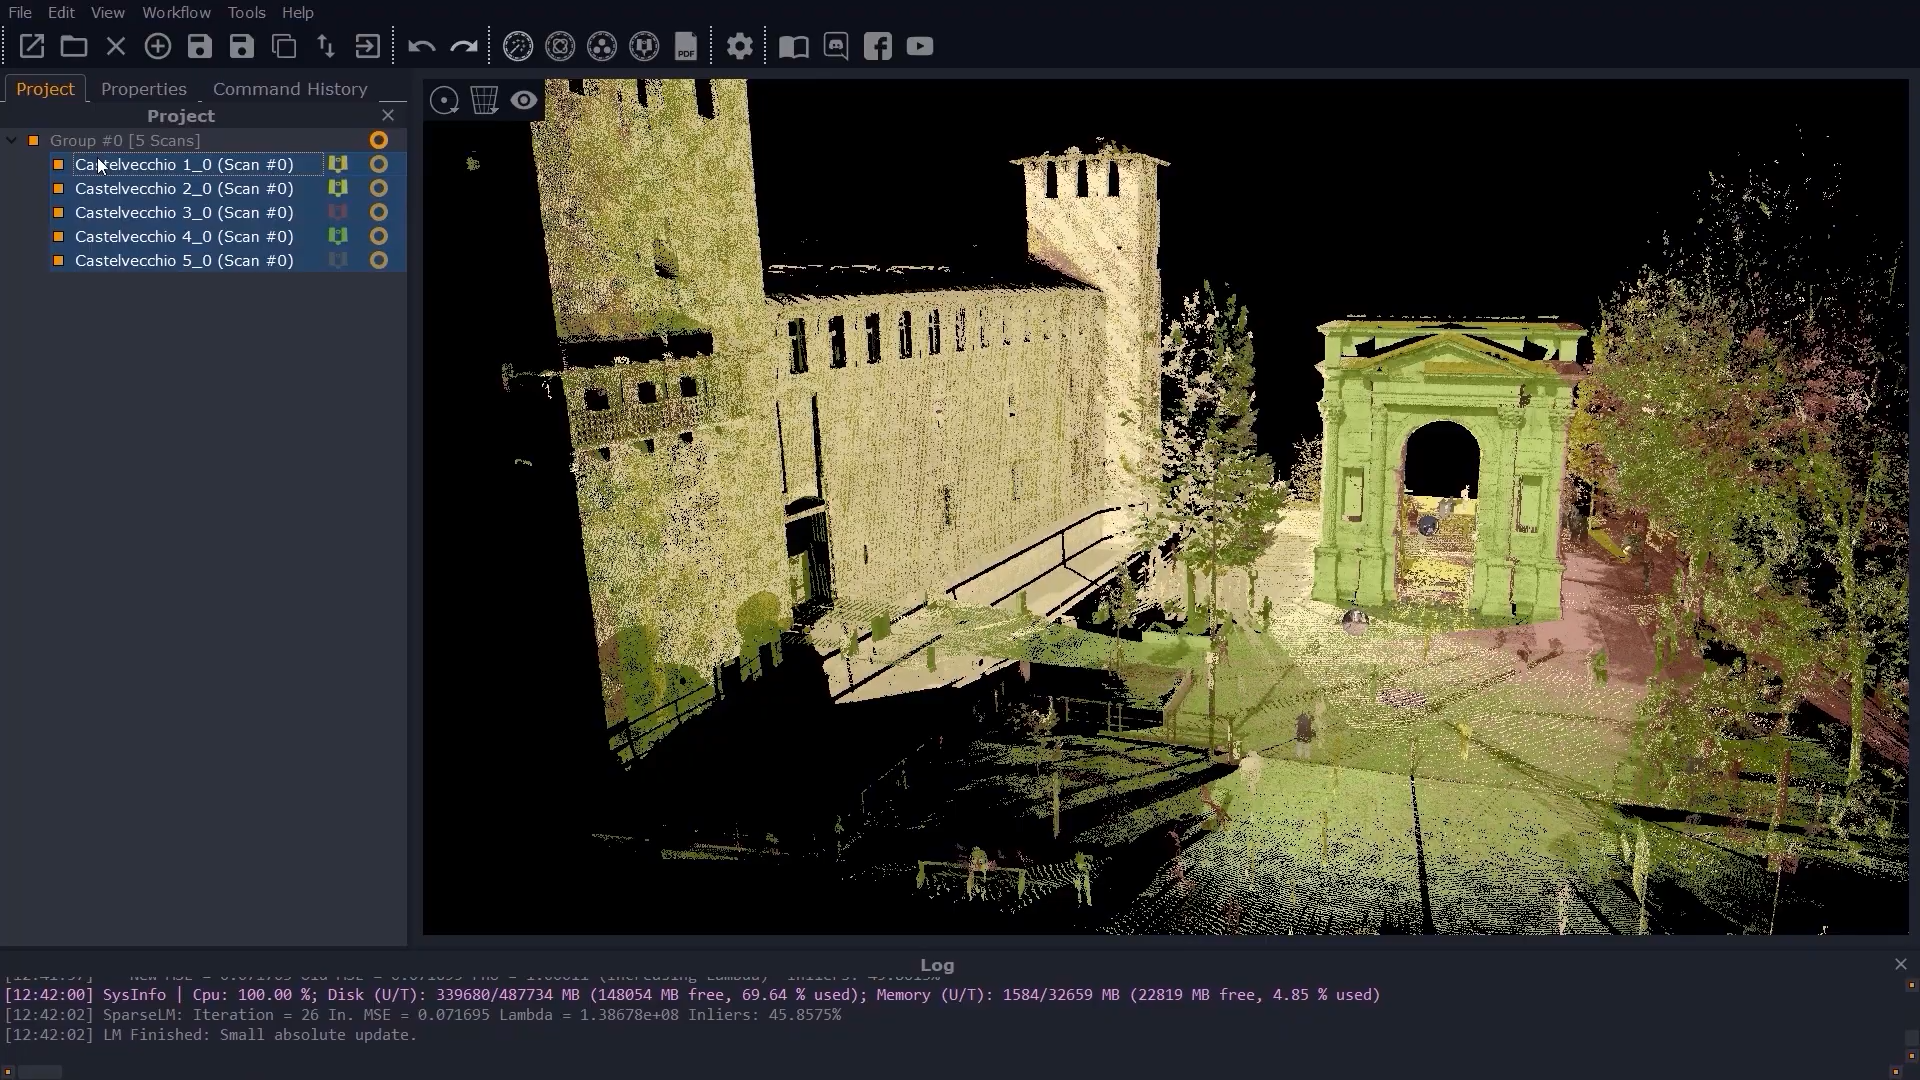 File Edit View Workflow Tools Help
PDF
Project Properties Command History
Project
Group #0 [5 Scans]
Castelvecchio 1_0 (Scan #0)
Castelvecchio 2_0 (Scan #0)
Castelvecchio 3_0 (Scan #0)
Castelvecchio 4_0 (Scan #0)
Castelvecchio 5_0 (Scan #0)
Log
[12:42:00] SysInfo | Cpu: 100.00 %; Disk (U/T): 339680/487734 MB (148054 MB free, 69.64 % used); Memory (U/T): 1584/32659 MB (22819 MB free, 4.85 % used)
[12:42:02] SparseLM: Iteration = 26 In. MSE = 0.071695 Lambda = 1.38678e+08 Inliers: 45.8575%
[12:42:02] LM Finished: Small absolute update.